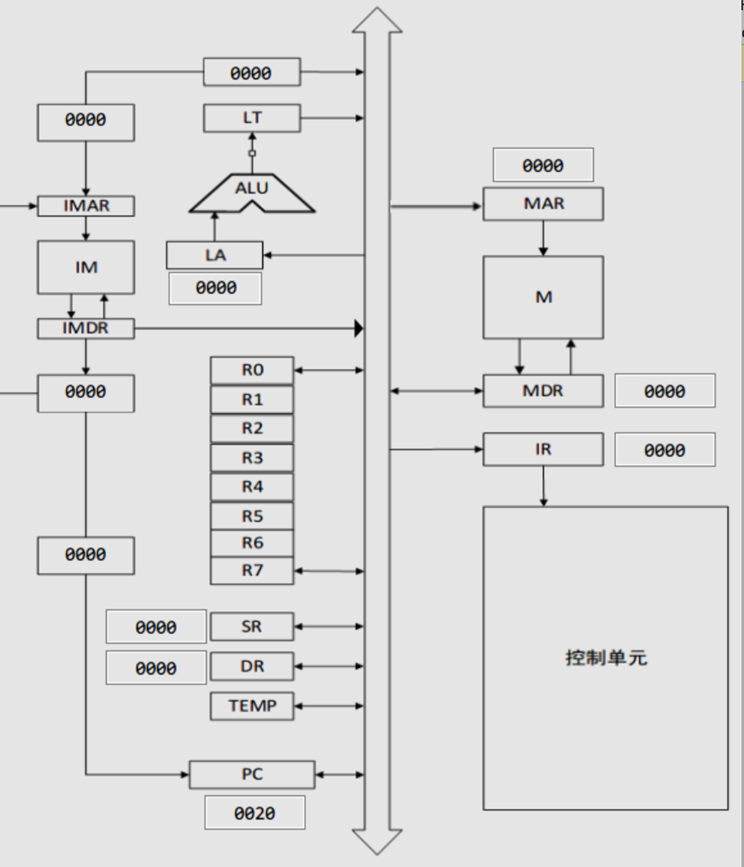 0000
0000
LT
ALU
0000
IMAR
MAR
LA
IM
0000
M
IMDR
R0
0000
MDR
0000
R1
R2
R3
IR
0000
R4
R5
R6
0000
R7
0000
SR
控制单元
0000
DR
TEMP
PC
0020